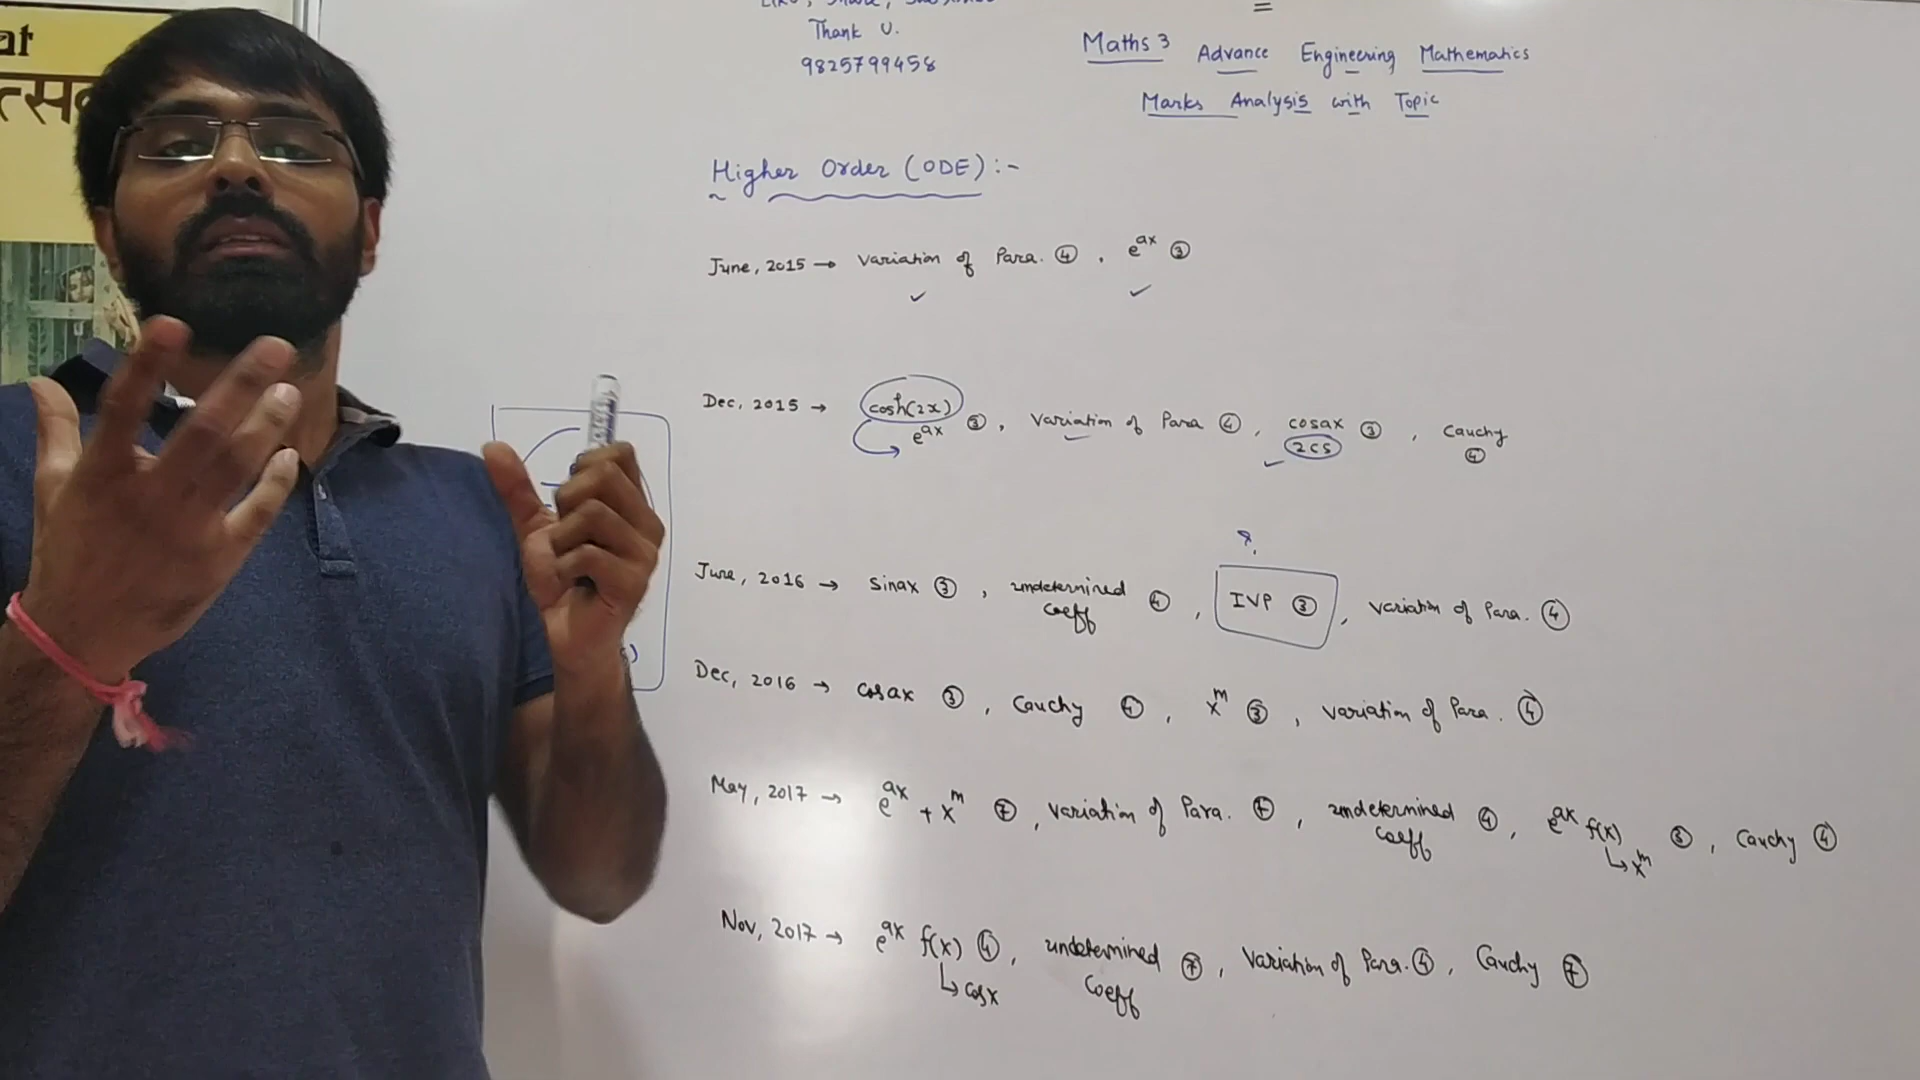 at
त्सव
Thank U.
9825799458
=
Maths 3 Advance Engineering Mathematics
Marks Analysis with Topic
Higher Order (ODE):-
June, 2015 → Variation of Para. ④ , e^ax ③
Dec, 2015 → cosh(2x) e^ax ③ , Variation of Para ④ , cosax 2CS ③ , Cauchy ④
June, 2016 → Sinax ③ , undetermined coeff ④ , IVP ③ , Variation of Para. ④
Dec, 2016 → cosax ③ , Cauchy ④ , x^m ③ , Variation of Para. ④
May, 2017 → e^ax + x^m ⑦ , Variation of Para. ⑦ , undetermined coeff ④ , e^ax f(x) ↳ x^m ③ , Cauchy ④
Nov, 2017 → e^ax f(x) ↳ cosx ④ , undetermined coeff ⑦ , Variation of Para. ④ , Cauchy ⑦